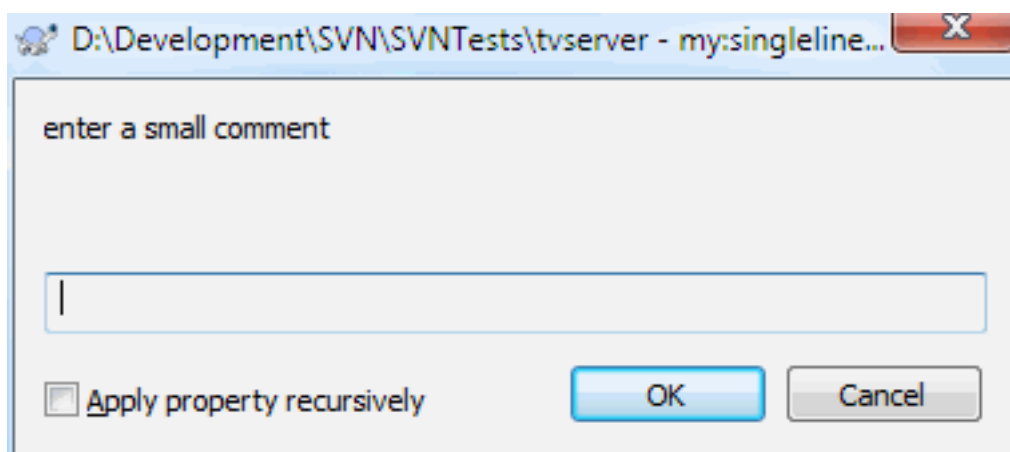 D:\Development\SVN\SVNTests\tvserver - my:singleline...
enter a small comment
Apply property recursively
OK
Cancel